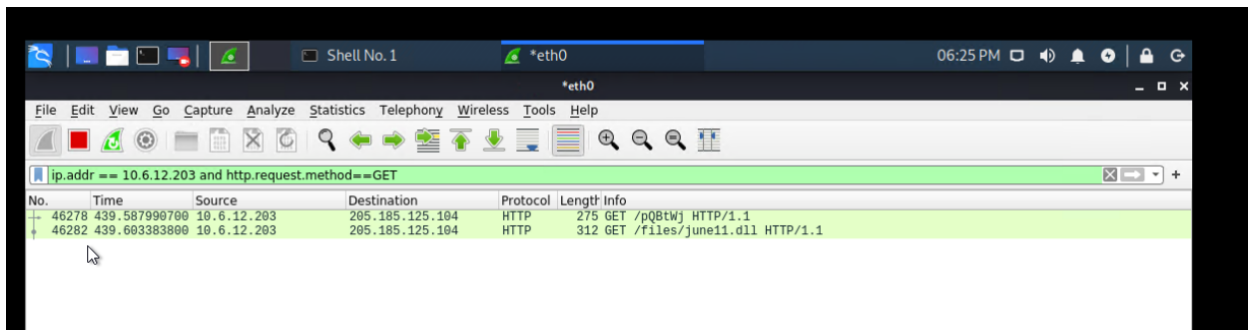 Shell No. 1 *eth0 06:25 PM
*eth0
File Edit View Go Capture Analyze Statistics Telephony Wireless Tools Help
ip.addr == 10.6.12.203 and http.request.method==GET
No. Time Source Destination Protocol Length Info
46278 439.587990700 10.6.12.203 205.185.125.104 HTTP 275 GET /pQBtWj HTTP/1.1
46282 439.603383800 10.6.12.203 205.185.125.104 HTTP 312 GET /files/june11.dll HTTP/1.1